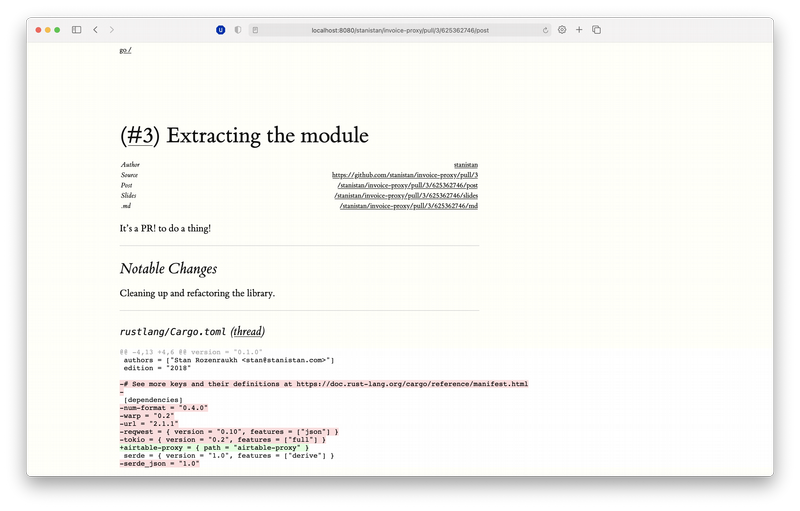 U
localhost:8080/stanistan/invoice-proxy/pull/3/625362746/post
go /
(#3) Extracting the module
Author stanistan
Source https://github.com/stanistan/invoice-proxy/pull/3
Post /stanistan/invoice-proxy/pull/3/625362746/post
Slides /stanistan/invoice-proxy/pull/3/625362746/slides
.md /stanistan/invoice-proxy/pull/3/625362746/md
It's a PR! to do a thing!
Notable Changes
Cleaning up and refactoring the library.
rustlang/Cargo.toml (thread)
@@ -4,13 +4,6 @@ version = "0.1.0"
 authors = ["Stan Rozenraukh <stan@stanistan.com>"]
 edition = "2018"
-# See more keys and their definitions at https://doc.rust-lang.org/cargo/reference/manifest.html
-
 [dependencies]
-num-format = "0.4.0"
-warp = "0.2"
-url = "2.1.1"
-reqwest = { version = "0.10", features = ["json"] }
-tokio = { version = "0.2", features = ["full"] }
+airtable-proxy = { path = "airtable-proxy" }
 serde = { version = "1.0", features = ["derive"] }
-serde_json = "1.0"